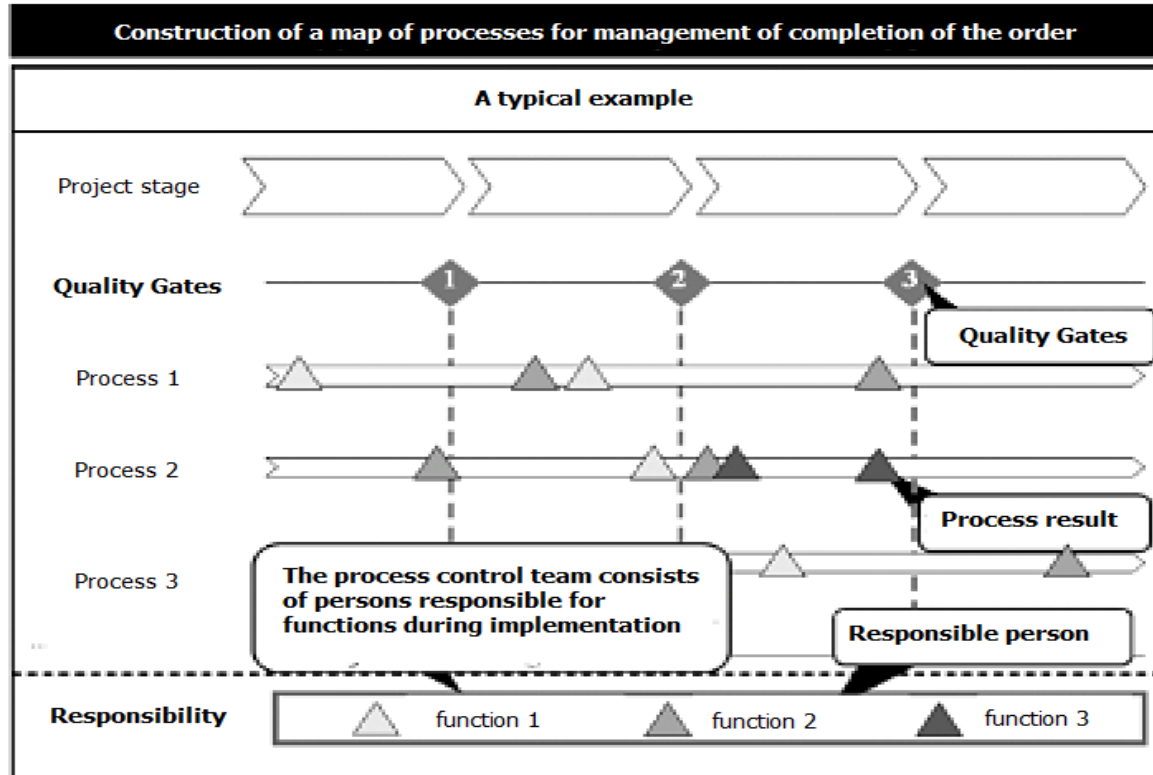 Construction of a map of processes for management of completion of the order
A typical example
Project stage
Quality Gates
1
2
3
Quality Gates
Process 1
Process 2
Process result
Process 3
The process control team consists
of persons responsible for
functions during implementation
Responsible person
...
Responsibility
function 1
function 2
function 3